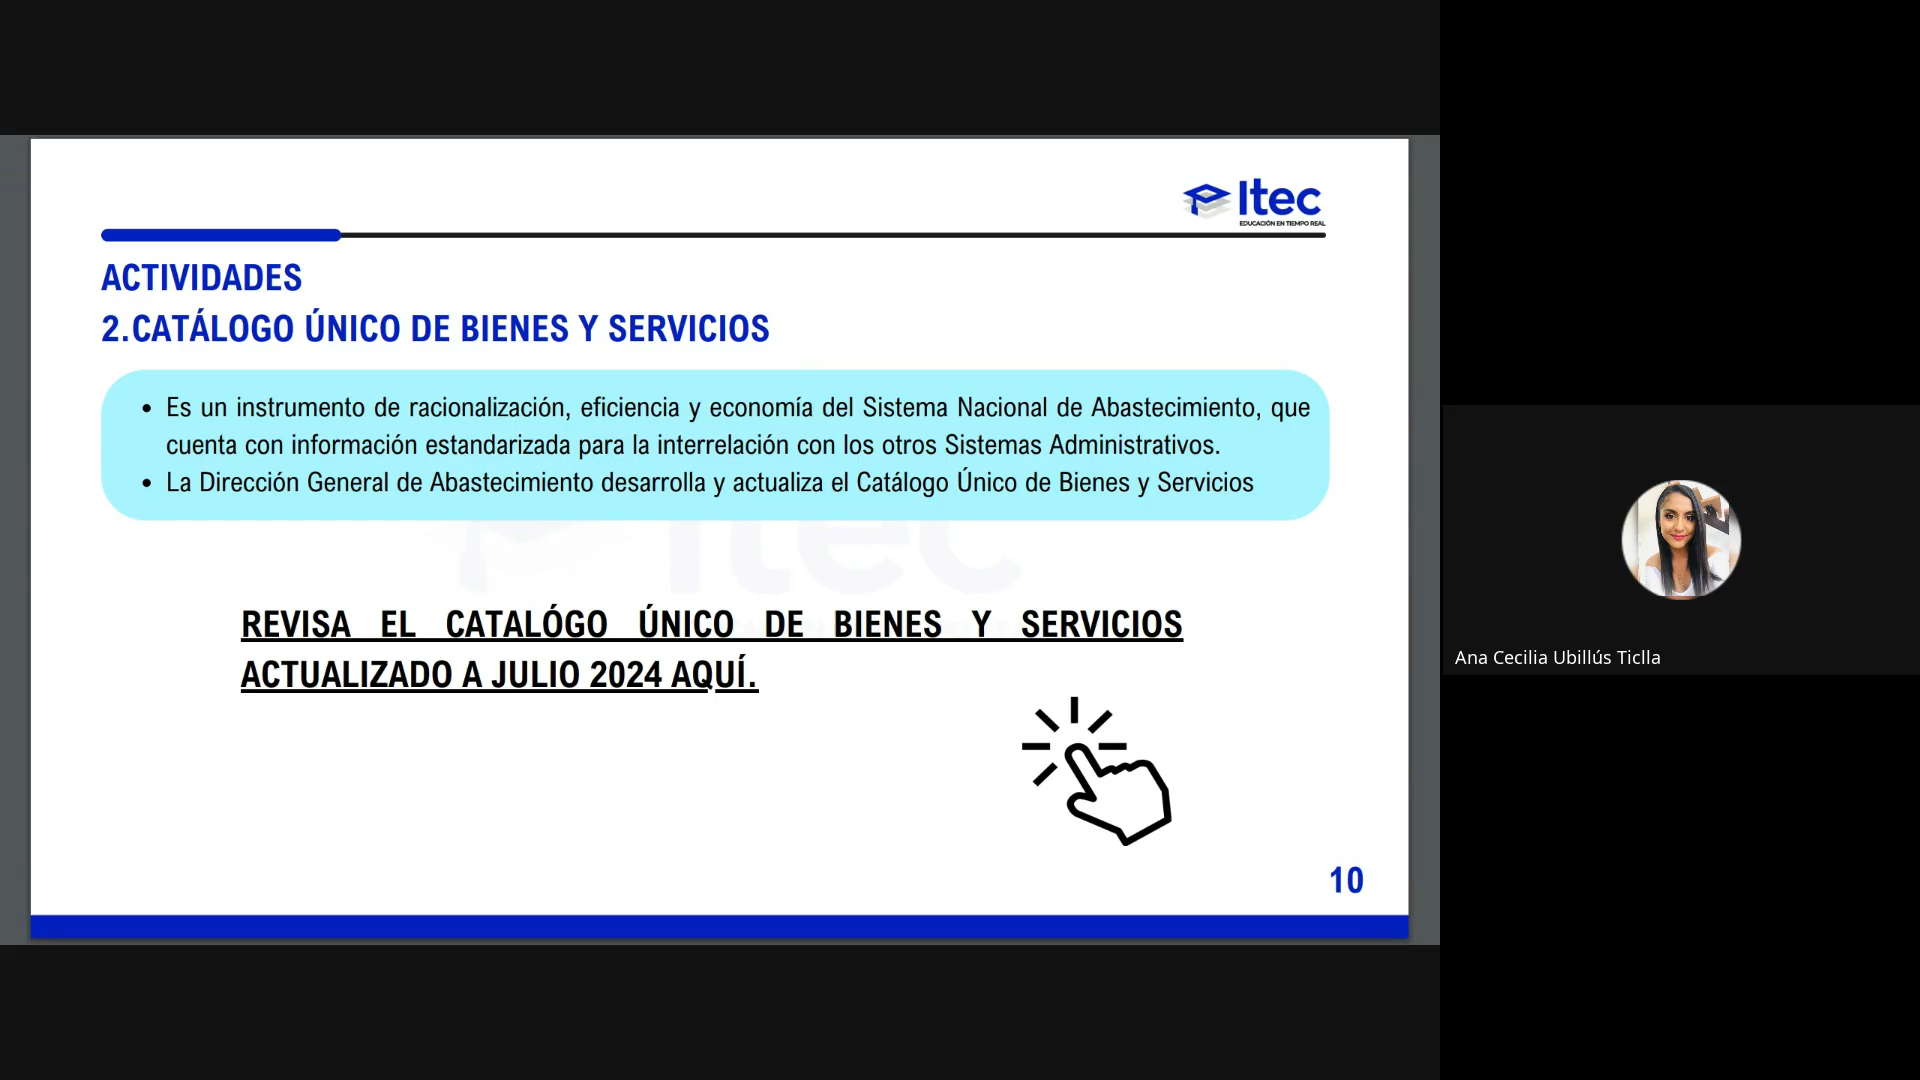 Itec
EDUCACIÓN EN TIEMPO REAL
ACTIVIDADES
2.CATÁLOGO ÚNICO DE BIENES Y SERVICIOS
• Es un instrumento de racionalización, eficiencia y economía del Sistema Nacional de Abastecimiento, que
cuenta con información estandarizada para la interrelación con los otros Sistemas Administrativos.
• La Dirección General de Abastecimiento desarrolla y actualiza el Catálogo Único de Bienes y Servicios
Itec
REVISA EL CATALÓGO ÚNICO DE BIENES Y SERVICIOS
ACTUALIZADO A JULIO 2024 AQUÍ.
10
Ana Cecilia Ubillús Ticlla